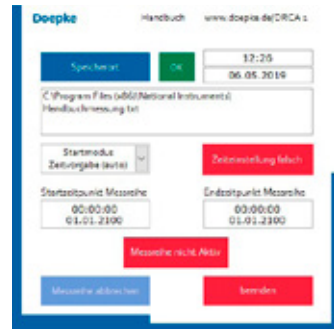 Doepke Handbuch www.doepke.de/DRCA 1
Speicherort OK 12:26
06.05.2019
C:\Program Files (x86)\National Instruments\
Handbuchmessung.txt
Startmodus
Zeitvorgabe (auto)
Zeiteinstellung falsch
Startzeitpunkt Messreihe Endzeitpunkt Messreihe
00:00:00 00:00:00
01.01.2100 01.01.2100
Messreihe nicht Aktiv
Messreihe abbrechen beenden